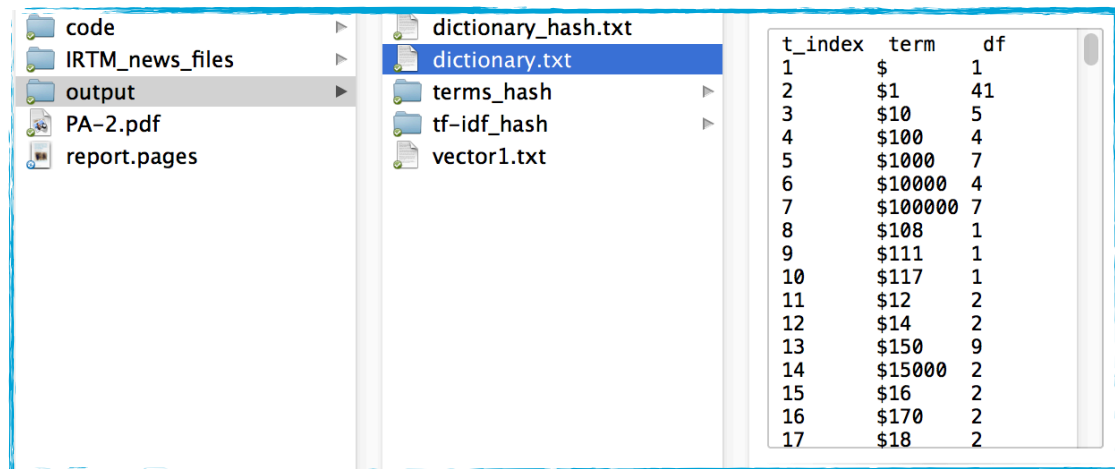 code
IRTM_news_files
output
PA-2.pdf
report.pages
dictionary_hash.txt
dictionary.txt
terms_hash
tf-idf_hash
vector1.txt
t_index term df
1 $ 1
2 $1 41
3 $10 5
4 $100 4
5 $1000 7
6 $10000 4
7 $100000 7
8 $108 1
9 $111 1
10 $117 1
11 $12 2
12 $14 2
13 $150 9
14 $15000 2
15 $16 2
16 $170 2
17 $18 2